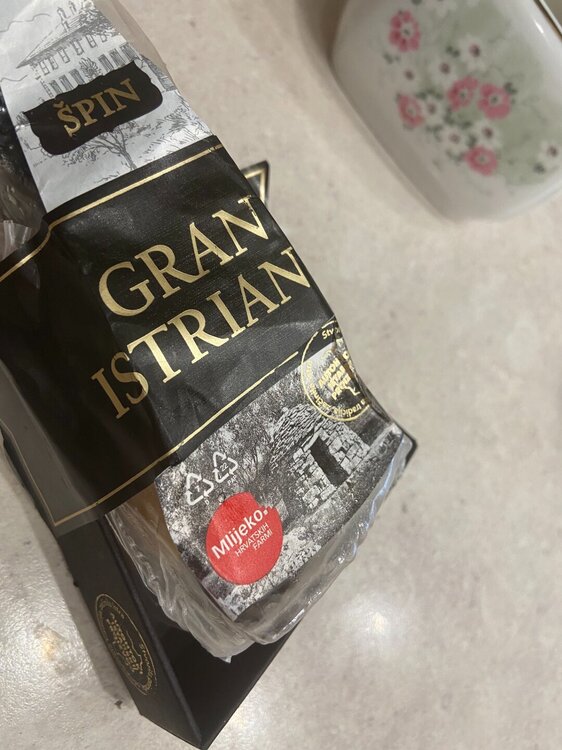 ŠPIN
GRAN
ISTRIAN
Mlijeko.
HRVATSKIH
FARMI